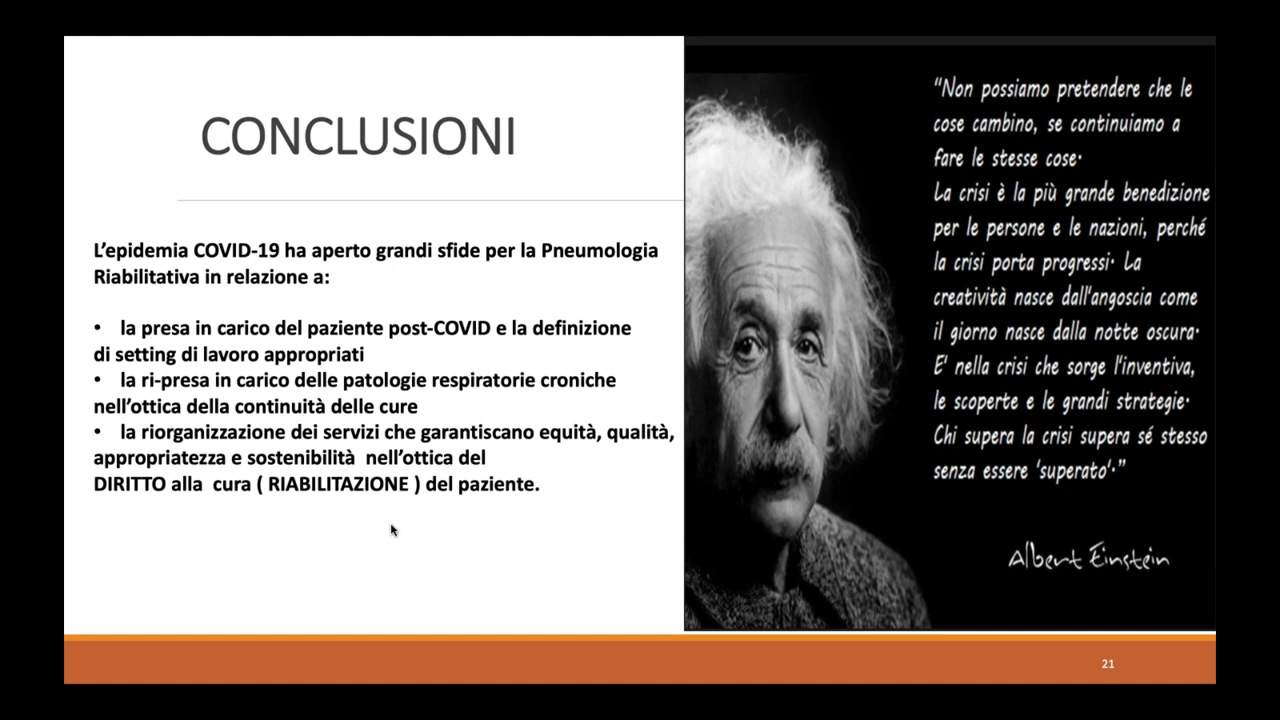 CONCLUSIONI
L’epidemia COVID-19 ha aperto grandi sfide per la Pneumologia
Riabilitativa in relazione a:
• la presa in carico del paziente post-COVID e la definizione
di setting di lavoro appropriati
• la ri-presa in carico delle patologie respiratorie croniche
nell’ottica della continuità delle cure
• la riorganizzazione dei servizi che garantiscano equità, qualità,
appropriatezza e sostenibilità nell’ottica del
DIRITTO alla cura ( RIABILITAZIONE ) del paziente.
“Non possiamo pretendere che le
cose cambino, se continuiamo a
fare le stesse cose·
La crisi è la più grande benedizione
per le persone e le nazioni, perché
la crisi porta progressi· La
creatività nasce dall'angoscia come
il giorno nasce dalla notte oscura·
E' nella crisi che sorge l'inventiva,
le scoperte e le grandi strategie·
Chi supera la crisi supera sé stesso
senza essere 'superato'·”
Albert Einstein
21